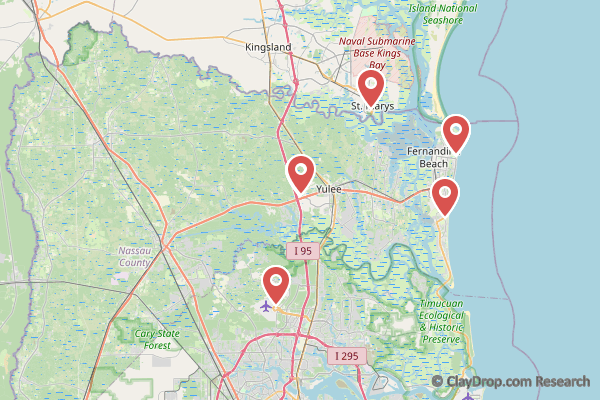 Island National
Seashore
Kingsland
Naval Submarine
Base Kings
Bay
St. Marys
Fernandina
Beach
Yulee
I 95
Nassau
County
Timucuan
Ecological
& Historic
Preserve
Cary State
Forest
I 295
© ClayDrop.com Research